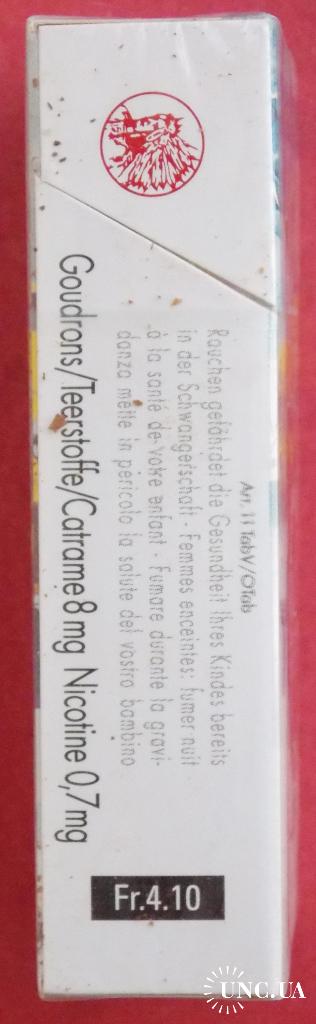 Art. 11 TabV/OTab
Rauchen gefährdet die Gesundheit Ihres Kindes bereits
in der Schwangerschaft - Femmes enceintes: fumer nuit
à la santé de votre enfant - Fumare durante la gravi-
danza mette in pericolo la salute del vostro bambino
Goudrons/Teerstoffe/Catrame 8 mg Nicotine 0,7 mg
Fr.4.10
UNC.UA